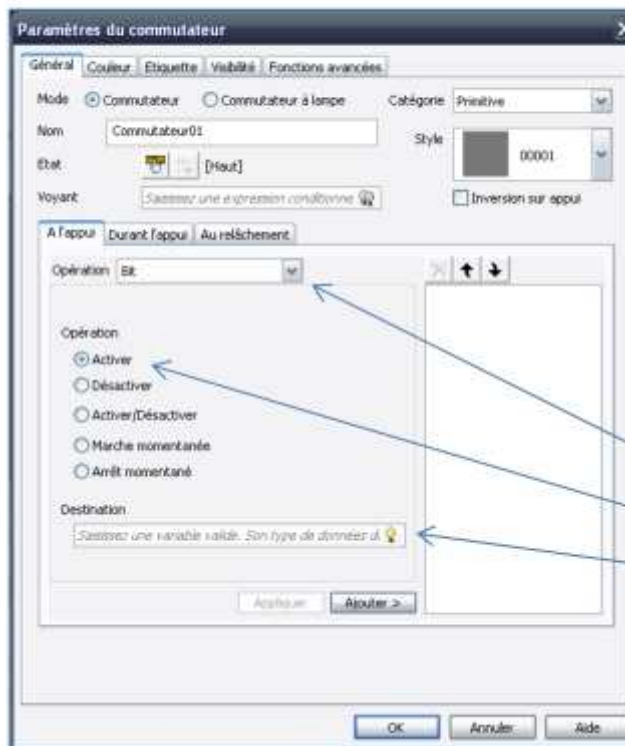 Paramètres du commutateur
Général Couleur Etiquette Visibilité Fonctions avancées
Mode Commutateur Commutateur à lampe Catégorie Primitive
Nom Commutateur01
Style 00001
Etat [Haut]
Voyant Saisissez une expression conditionne
Inversion sur appui
A l'appui Durant l'appui Au relâchement
Opération Bit
Opération
Activer
Désactiver
Activer/Désactiver
Marche momentanée
Arrêt momentané
Destination
Saisissez une variable valide. Son type de données d
Appliquer Ajouter >
OK Annuler Aide